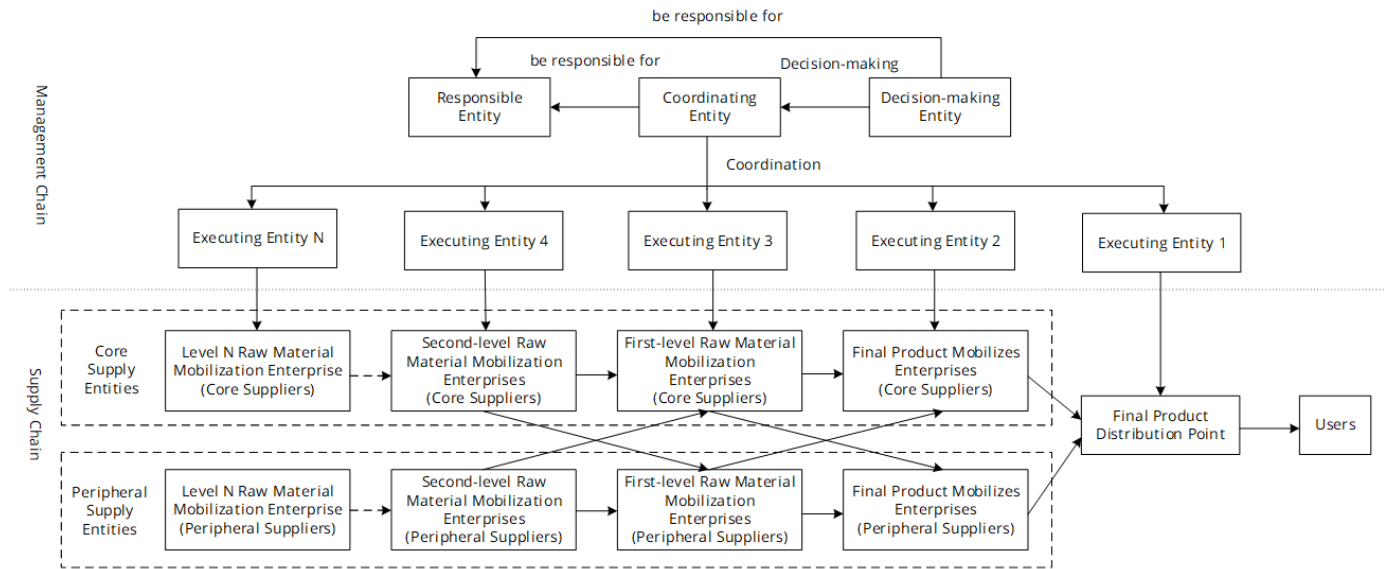 be responsible for
be responsible for
Decision-making
Management Chain
Responsible
Entity
Coordinating
Entity
Decision-making
Entity
Coordination
Executing Entity N
Executing Entity 4
Executing Entity 3
Executing Entity 2
Executing Entity 1
Supply Chain
Core
Supply
Entities
Level N Raw Material
Mobilization Enterprise
(Core Suppliers)
Second-level Raw
Material Mobilization
Enterprises
(Core Suppliers)
First-level Raw Material
Mobilization
Enterprises
(Core Suppliers)
Final Product Mobilizes
Enterprises
(Core Suppliers)
Final Product
Distribution Point
Users
Peripheral
Supply
Entities
Level N Raw Material
Mobilization Enterprise
(Peripheral Suppliers)
Second-level Raw
Material Mobilization
Enterprises
(Peripheral Suppliers)
First-level Raw Material
Mobilization
Enterprises
(Peripheral Suppliers)
Final Product Mobilizes
Enterprises
(Peripheral Suppliers)